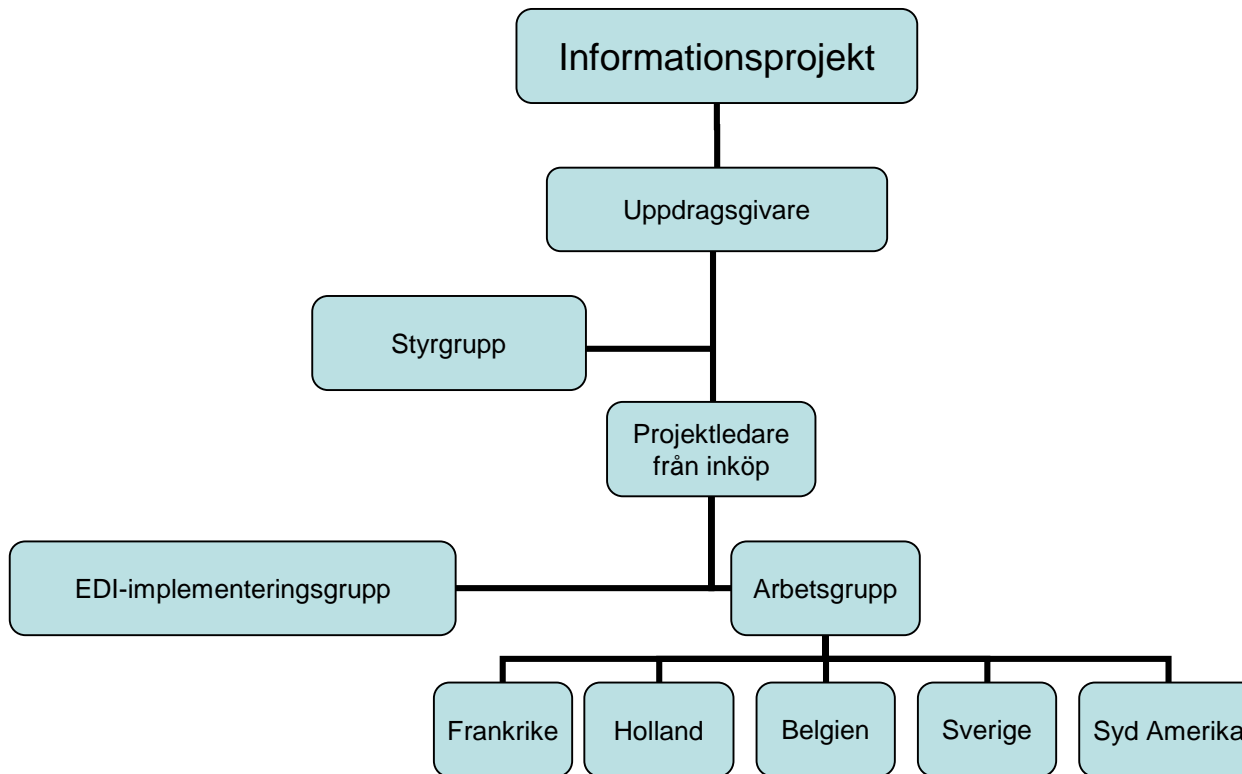 Informationsprojekt
Uppdragsgivare
Styrgrupp
Projektledare
från inköp
EDI-implementeringsgrupp
Arbetsgrupp
Frankrike
Holland
Belgien
Sverige
Syd Amerika